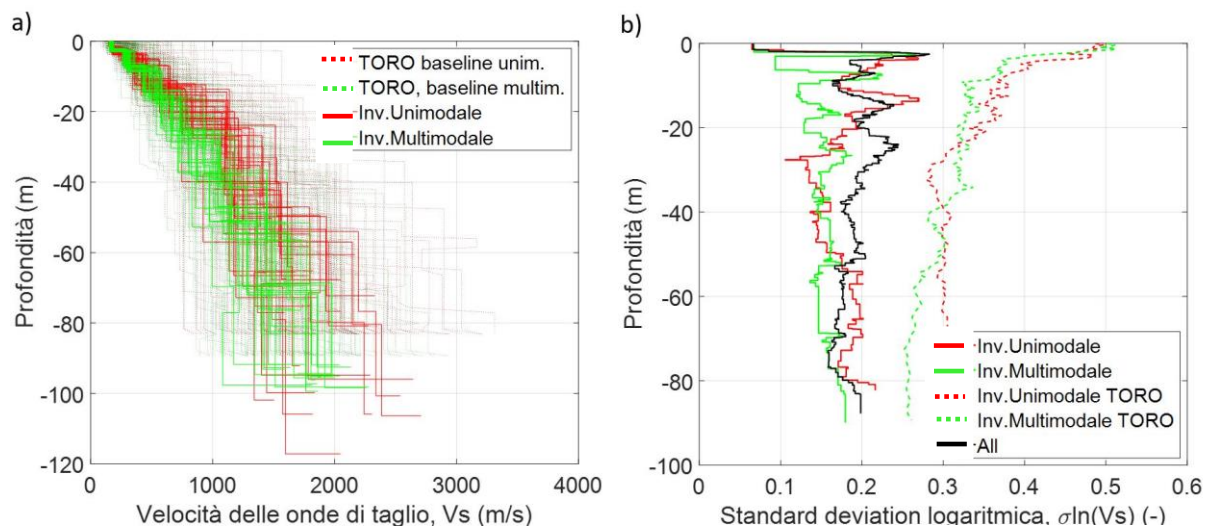 a)
0
-20
-40
-60
-80
-100
-120
Profondità (m)
0
1000
2000
3000
4000
Velocità delle onde di taglio, Vs (m/s)
TORO baseline unim.
TORO, baseline multim.
Inv.Unimodale
Inv.Multimodale
b)
0
-20
-40
-60
-80
-100
Profondità (m)
0
0.1
0.2
0.3
0.4
0.5
0.6
Standard deviation logaritmica, σln(Vs) (-)
Inv.Unimodale
Inv.Multimodale
Inv.Unimodale TORO
Inv.Multimodale TORO
All